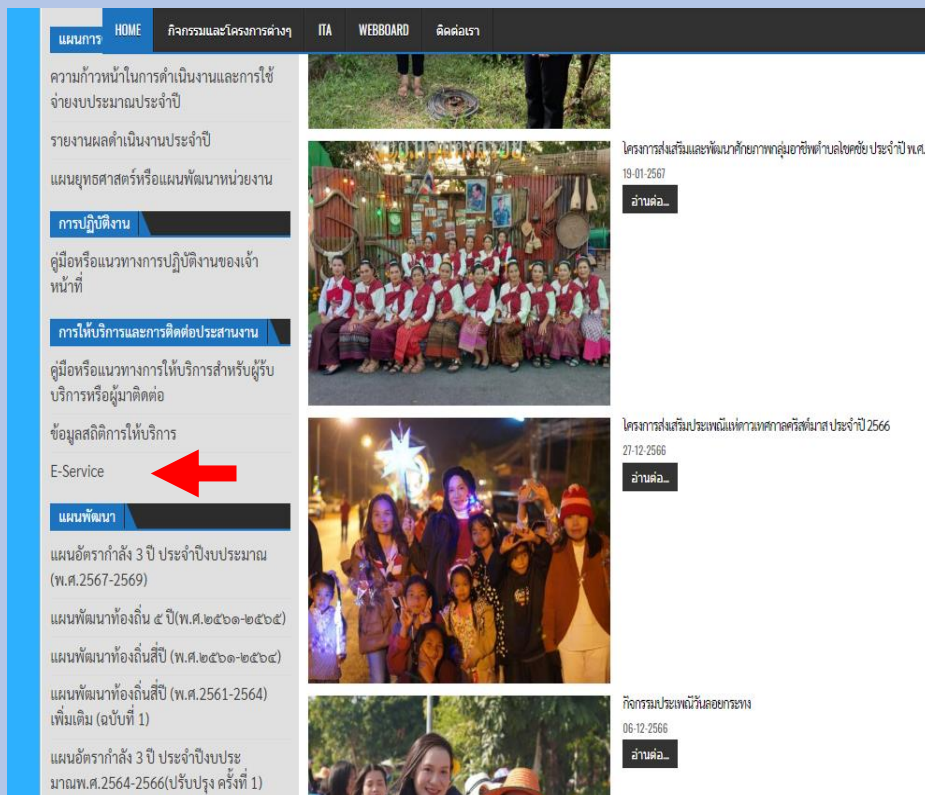 HOME
กิจกรรมและโครงการต่างๆ
ITA
WEBBOARD
ติดต่อเรา
แผนการ
ความก้าวหน้าในการดำเนินงานและการใช้
จ่ายงบประมาณประจำปี
รายงานผลดำเนินงานประจำปี
แผนยุทธศาสตร์หรือแผนพัฒนาหน่วยงาน
การปฏิบัติงาน
คู่มือหรือแนวทางการปฏิบัติงานของเจ้า
หน้าที่
การให้บริการและการติดต่อประสานงาน
คู่มือหรือแนวทางการให้บริการสำหรับผู้รับ
บริการหรือผู้มาติดต่อ
ข้อมูลสถิติการให้บริการ
E-Service
แผนพัฒนา
แผนอัตรากำลัง 3 ปี ประจำปีงบประมาณ
(พ.ศ.2567-2569)
แผนพัฒนาท้องถิ่น ๕ ปี(พ.ศ.๒๕๖๑-๒๕๖๕)
แผนพัฒนาท้องถิ่นสี่ปี (พ.ศ.๒๕๖๑-๒๕๖๔)
แผนพัฒนาท้องถิ่นสี่ปี (พ.ศ.2561-2564)
เพิ่มเติม (ฉบับที่ 1)
แผนอัตรากำลัง 3 ปี ประจำปีงบประ
มาณพ.ศ.2564-2566(ปรับปรุง ครั้งที่ 1)
โครงการส่งเสริมและพัฒนาศักยภาพกลุ่มอาชีพตำบลโชคชัย ประจำปี พ.ศ.
19-01-2567
อ่านต่อ...
โครงการส่งเสริมประเพณีแห่ดาวเทศกาลคริสต์มาส ประจำปี 2566
27-12-2566
อ่านต่อ...
กิจกรรมประเพณีวันลอยกระทง
06-12-2566
อ่านต่อ...